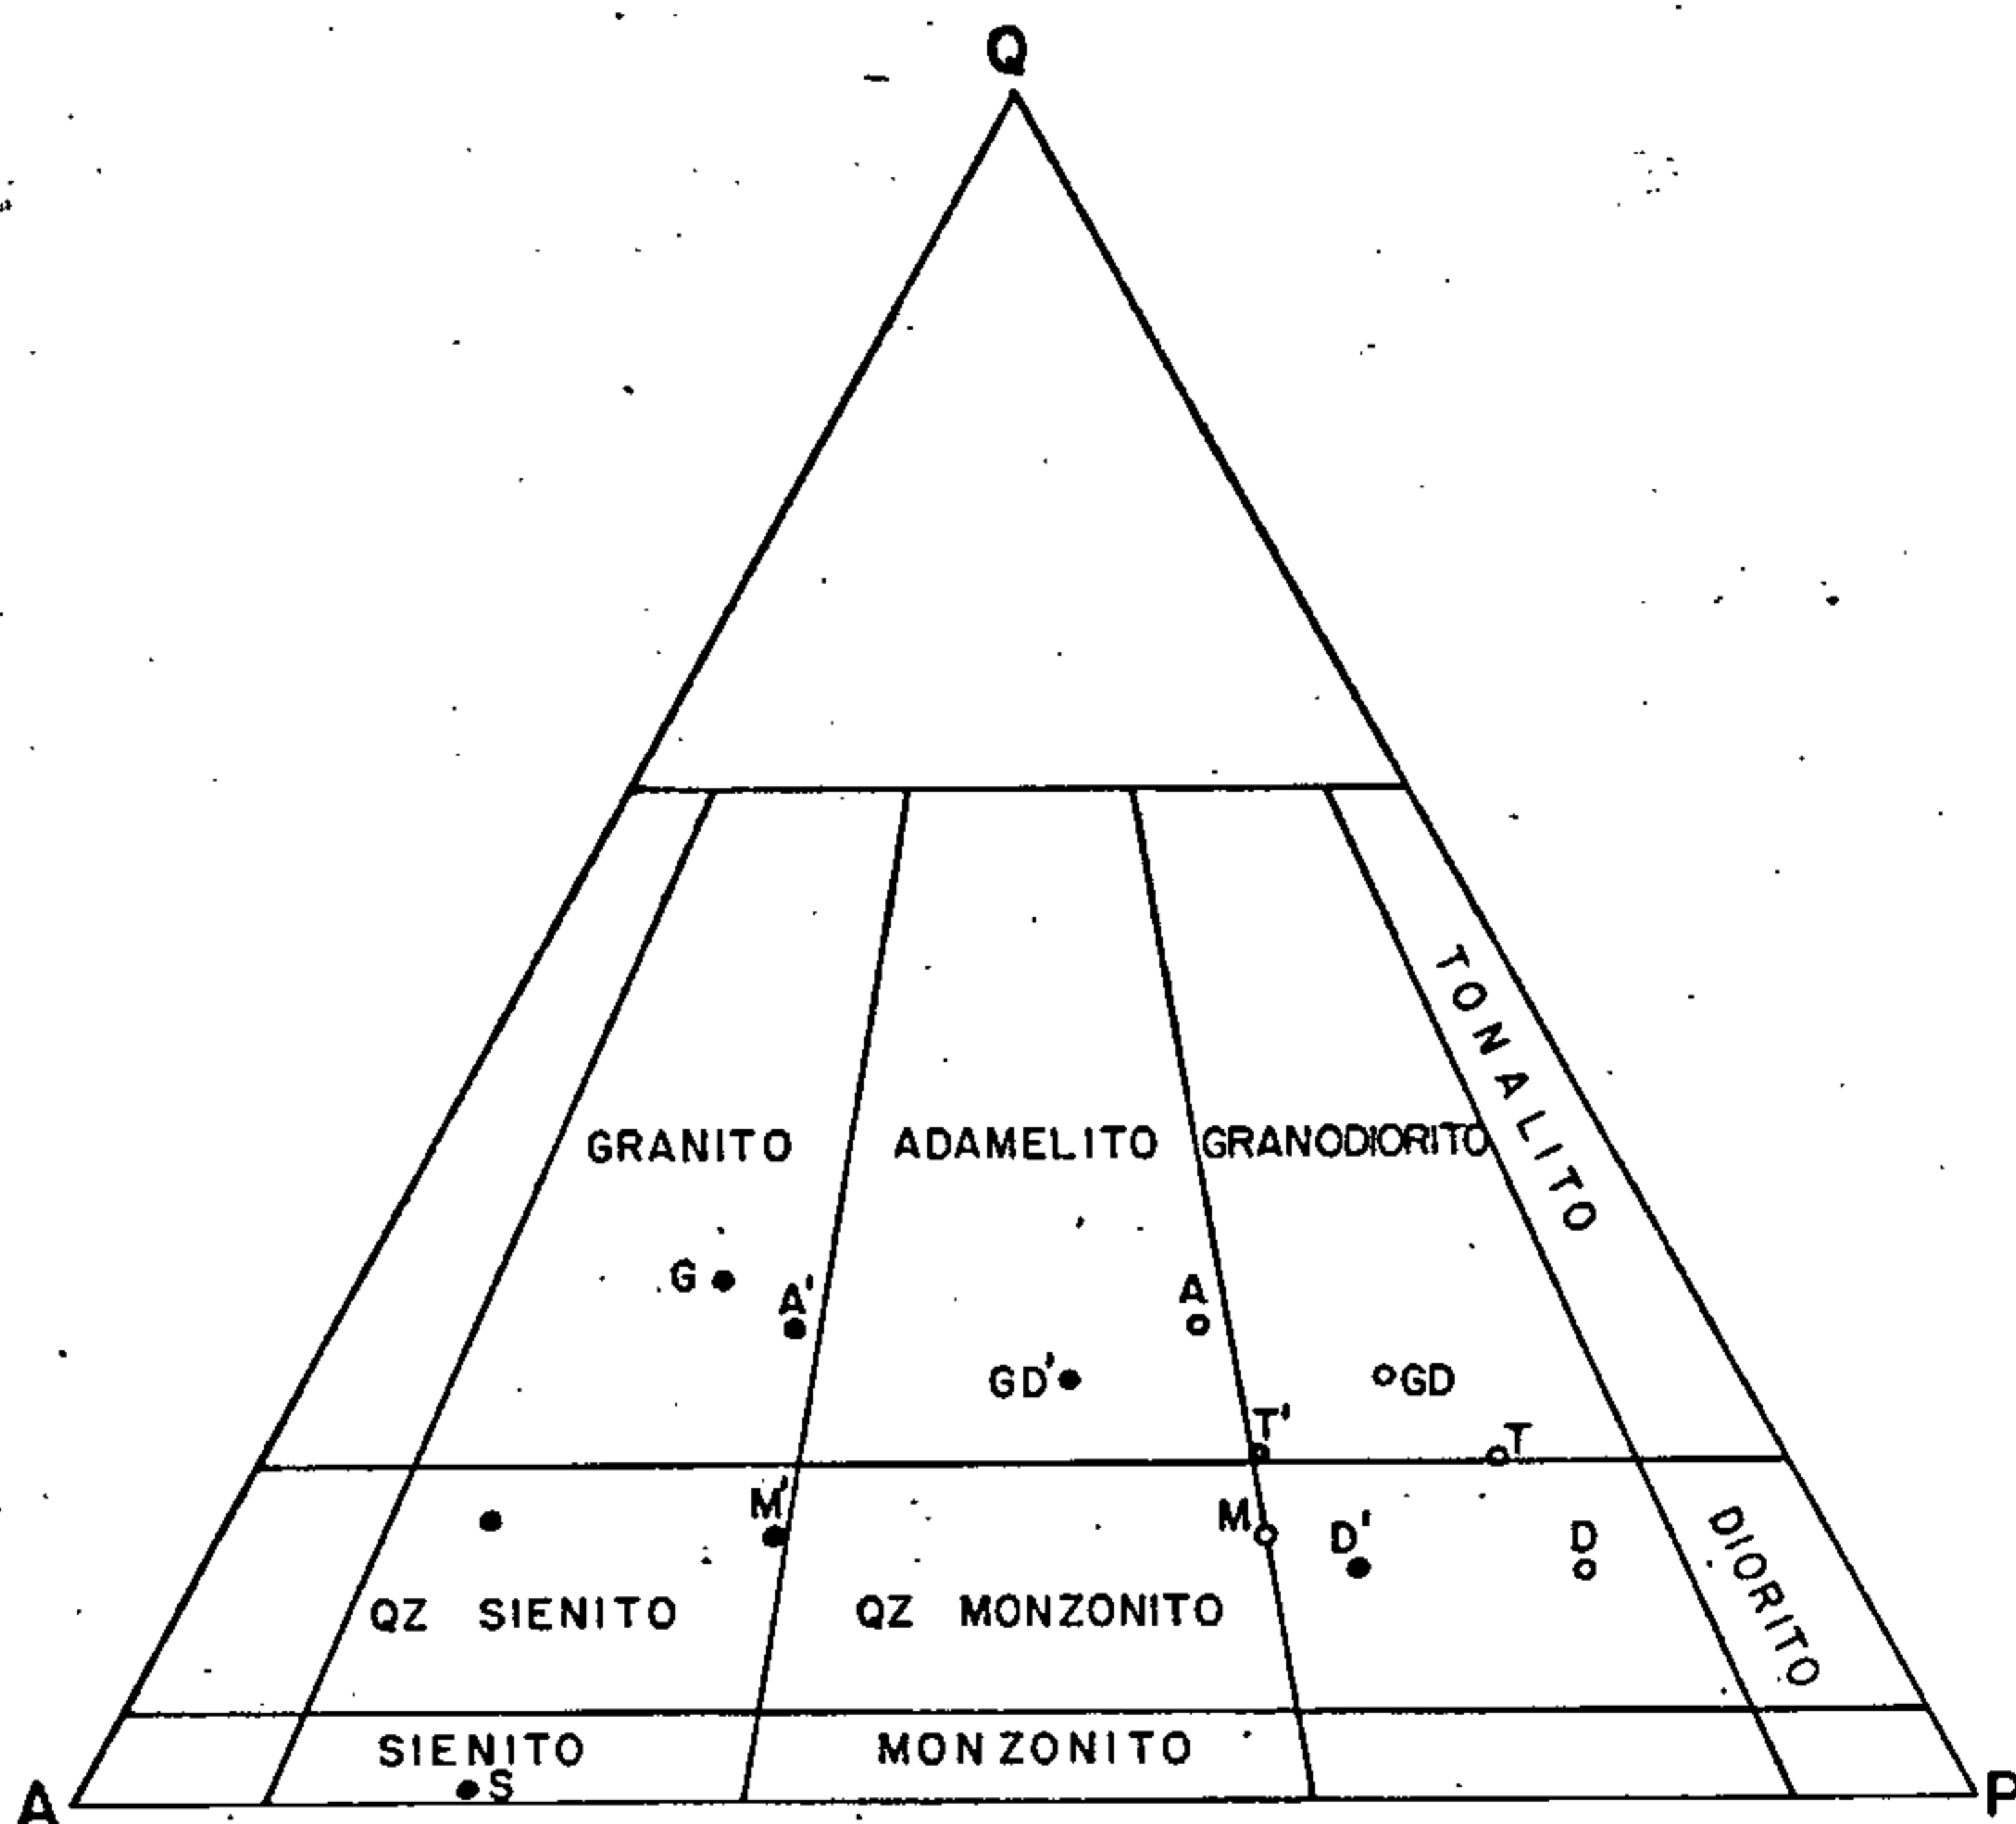 Q
TONALITO
GRANITO ADAMELITO GRANODIORITO
G A' A
GD' GD
T' T
M' M D' D
DIORITO
QZ SIENITO QZ MONZONITO
SIENITO MONZONITO
S
A P